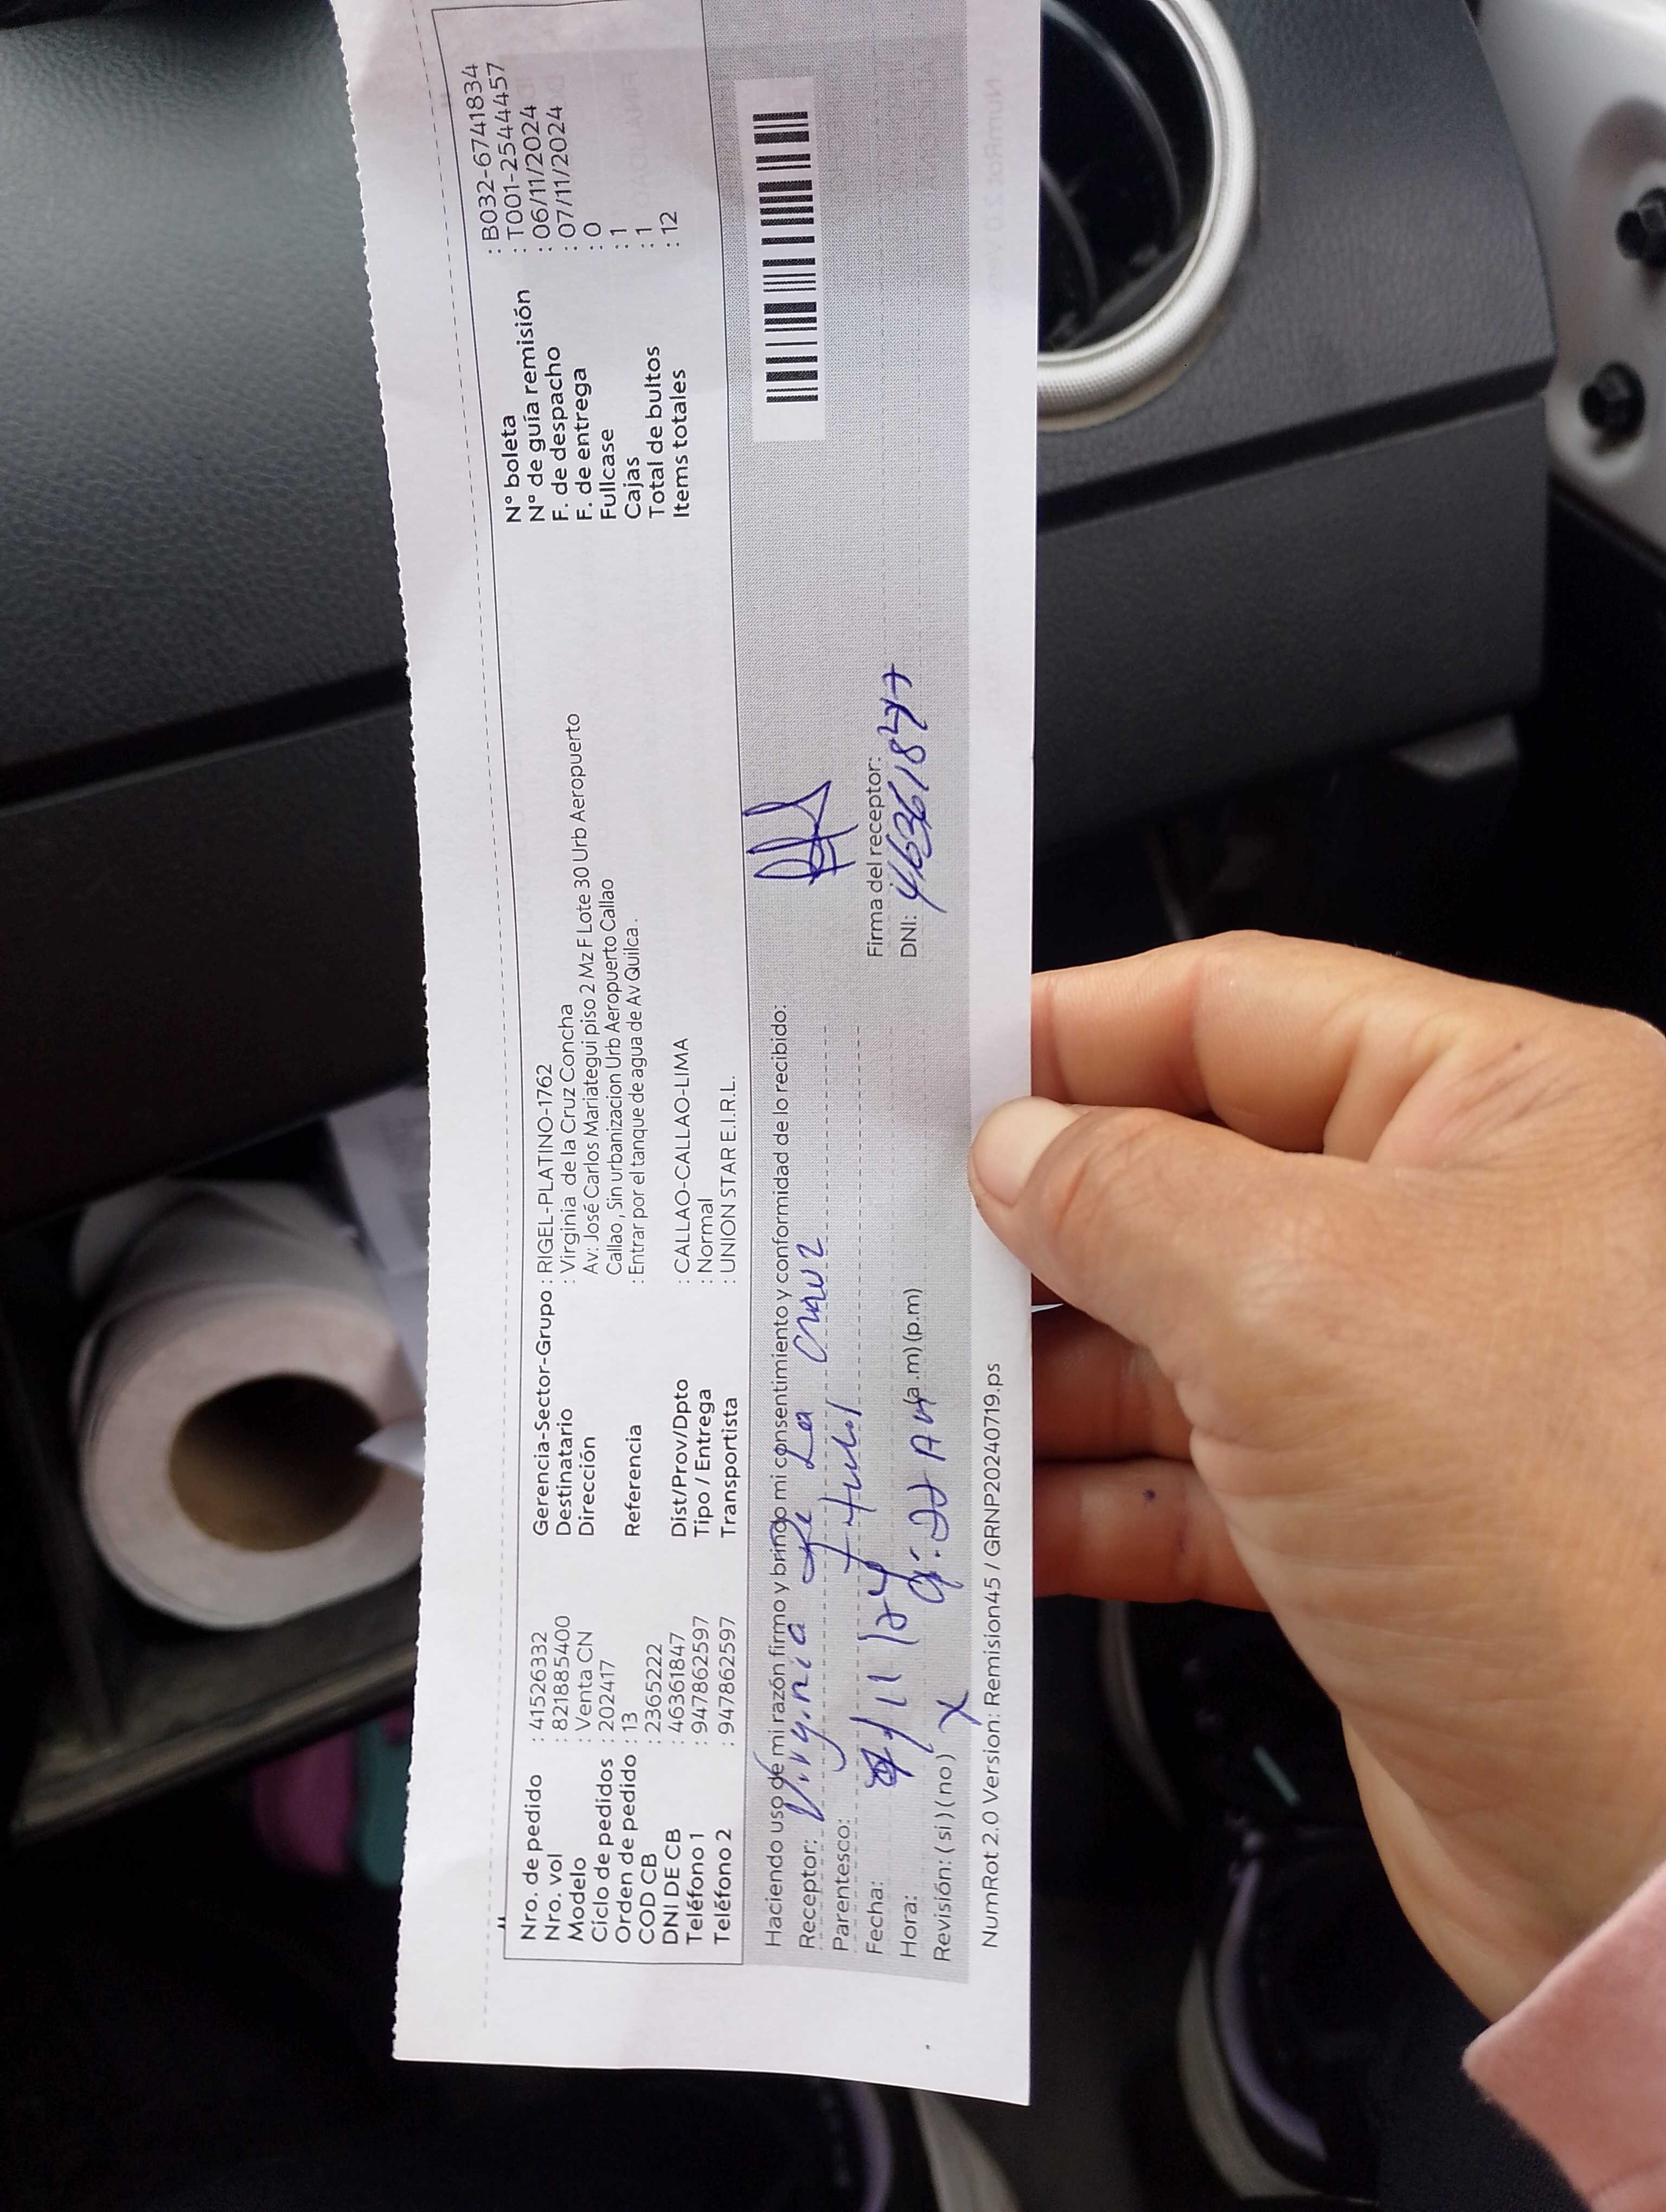 Nro. de pedido : 41526332
Nro. vol : 821885400
Modelo : Venta CN
Ciclo de pedidos : 202417
Orden de pedido : 13
COD CB : 2365222
DNI DE CB : 46361847
Teléfono 1 : 947862597
Teléfono 2 : 947862597
Gerencia-Sector-Grupo : RIGEL-PLATINO-1762
Destinatario : Virginia de la Cruz Concha
Dirección Av: José Carlos Mariategui piso 2 Mz F Lote 30 Urb Aeropuerto
Callao , Sin urbanizacion Urb Aeropuerto Callao
Referencia : Entrar por el tanque de agua de Av Quilca .
Dist/Prov/Dpto : CALLAO-CALLAO-LIMA
Tipo / Entrega : Normal
Transportista : UNION STAR E.I.R.L.
N° boleta : B032-6741834
N° de guía remisión : T001-2544457
F. de despacho : 06/11/2024
F. de entrega : 07/11/2024
Fullcase : 0
Cajas : 1
Total de bultos : 1
Items totales : 12
Haciendo uso de mi razón firmo y brindo mi consentimiento y conformidad de lo recibido:
Receptor: Virginia de La Cruz
Parentesco:
Fecha: 7/11/24
Hora: (a.m) (p.m)
Revisión: ( si ) ( no ) X
Firma del receptor:
DNI: 46361847
NumRot 2.0 Version: Remision45 / GRNP20240719.ps